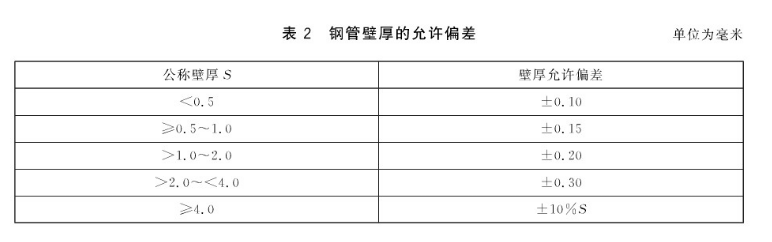 表 2 钢管壁厚的允许偏差 单位为毫米
公称壁厚 S 壁厚允许偏差
<0.5 ±0.10
≥0.5~1.0 ±0.15
>1.0~2.0 ±0.20
>2.0~<4.0 ±0.30
≥4.0 ±10%S